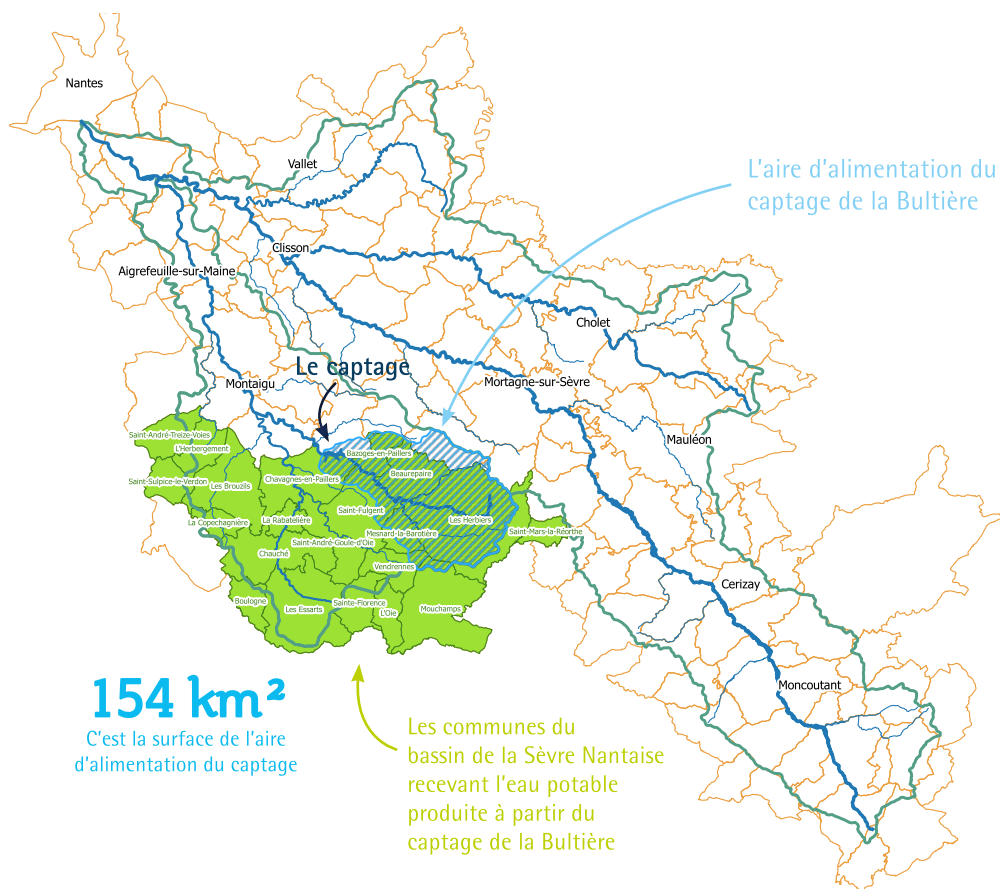 Nantes
Vallet
L'aire d'alimentation du
captage de la Bultière
Clisson
Aigrefeuille-sur-Maine
Cholet
Le captage
Montaigu
Mortagne-sur-Sèvre
Mauléon
Saint-André-Treize-Voies
L'Herbergement
Bazoges-en-Paillers
Beaurepaire
Saint-Sulpice-le-Verdon
Les Brouzils
Chavagnes-en-Paillers
Saint-Fulgent
La Copechagnière
La Rabatelière
Les Herbiers
Mesnard-la-Barotière
Saint-Mars-la-Réorthe
Saint-André-Goule-d'Oie
Chauché
Vendrennes
Cerizay
Boulogne
Les Essarts
Sainte-Florence
L'Oie
Mouchamps
Moncoutant
154 km²
C'est la surface de l'aire
d'alimentation du captage
Les communes du
bassin de la Sèvre Nantaise
recevant l'eau potable
produite à partir du
captage de la Bultière